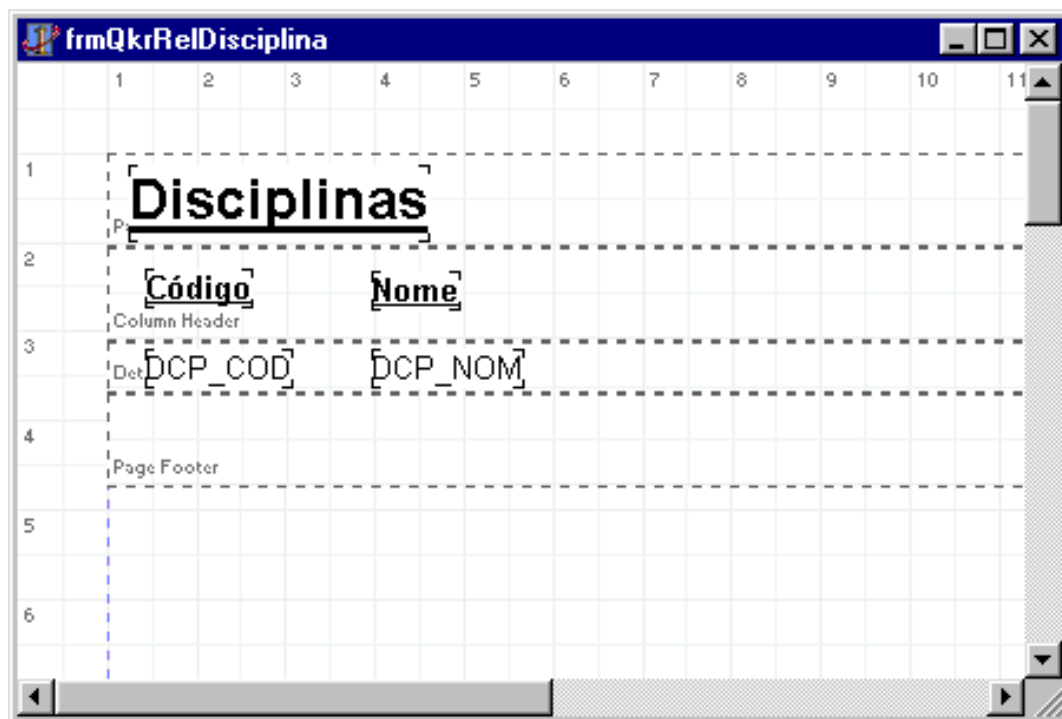 frmQkrRelDisciplina
1 2 3 4 5 6 7 8 9 10 11
1
Disciplinas
2
Código Nome
Column Header
3
DCP_COD DCP_NOM
4
Page Footer
5
6